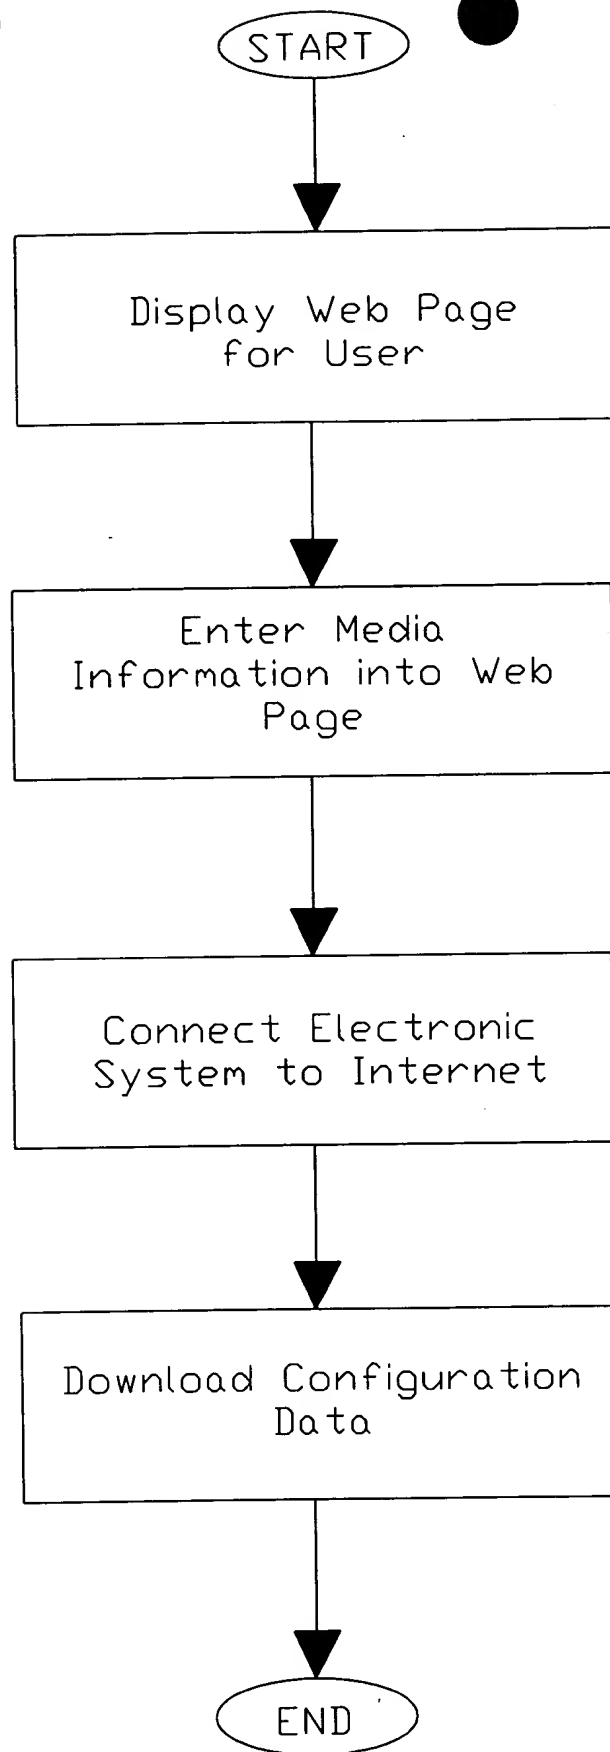 START
Display Web Page
for User
Enter Media
Information into Web
Page
Connect Electronic
System to Internet
Download Configuration
Data
END